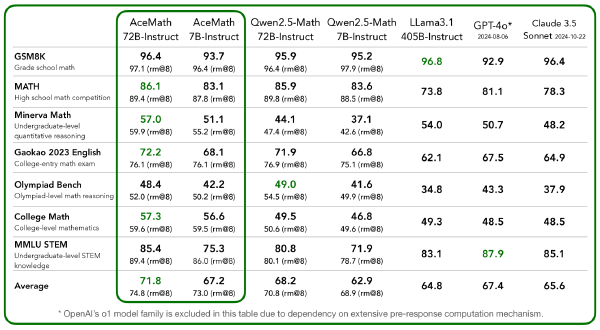 AceMath 72B-Instruct AceMath 7B-Instruct Qwen2.5-Math 72B-Instruct Qwen2.5-Math 7B-Instruct LLama3.1 405B-Instruct GPT-4o* 2024-08-06 Claude 3.5 Sonnet 2024-10-22
GSM8K 96.4 93.7 95.9 95.2 96.8 92.9 96.4
Grade school math 97.1 (rm@8) 96.4 (rm@8) 96.4 (rm@8) 97.9 (rm@8)
MATH 86.1 83.1 85.9 83.6 73.8 81.1 78.3
High school math competition 89.4 (rm@8) 87.8 (rm@8) 89.8 (rm@8) 88.5 (rm@8)
Minerva Math 57.0 51.1 44.1 37.1 54.0 50.7 48.2
Undergraduate-level
quantitative reasoning 59.9 (rm@8) 55.2 (rm@8) 47.4 (rm@8) 42.6 (rm@8)
Gaokao 2023 English 72.2 68.1 71.9 66.8 62.1 67.5 64.9
College-entry math exam 76.1 (rm@8) 76.1 (rm@8) 76.9 (rm@8) 75.1 (rm@8)
Olympiad Bench 48.4 42.2 49.0 41.6 34.8 43.3 37.9
Olympiad-level math reasoning 52.0 (rm@8) 50.2 (rm@8) 54.5 (rm@8) 49.9 (rm@8)
College Math 57.3 56.6 49.5 46.8 49.3 48.5 48.5
College-level mathematics 59.6 (rm@8) 59.5 (rm@8) 50.6 (rm@8) 49.6 (rm@8)
MMLU STEM 85.4 75.3 80.8 71.9 83.1 87.9 85.1
Undergraduate-level STEM
knowledge 89.4 (rm@8) 86.0 (rm@8) 80.1 (rm@8) 78.7 (rm@8)
Average 71.8 67.2 68.2 62.9 64.8 67.4 65.6
74.8 (rm@8) 73.0 (rm@8) 70.8 (rm@8) 68.9 (rm@8)
* OpenAI's o1 model family is excluded in this table due to dependency on extensive pre-response computation mechanism.